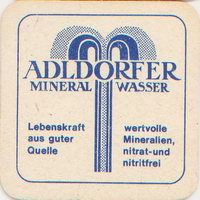 ADLDORFER
MINERAL WASSER
Lebenskraft
aus guter
Quelle
wertvolle
Mineralien,
nitrat-und
nitritfrei